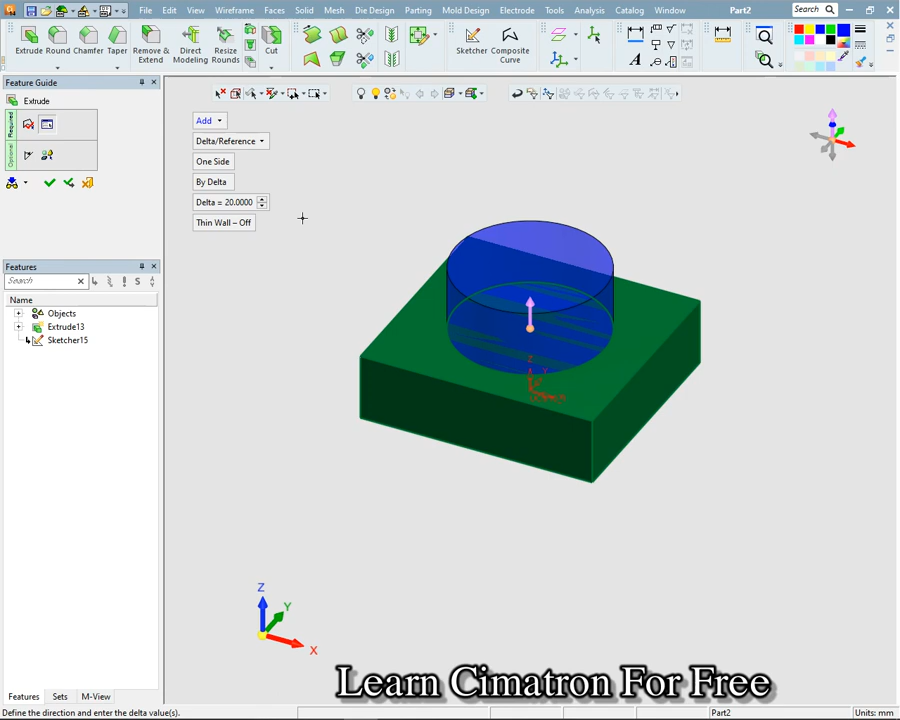 File Edit View Wireframe Faces Solid Mesh Die Design Parting Mold Design Electrode Tools Analysis Catalog Window Part2 Search
Extrude Round Chamfer Taper Remove & Extend Direct Modeling Resize Rounds Cut Sketcher Composite Curve
Feature Guide
Extrude
Required
Optional
Add
Delta/Reference
One Side
By Delta
Delta = 20.0000
Thin Wall – Off
Features
Search
Name
Objects
Extrude13
Sketcher15
Z
Y
X
Z
Y
X
Learn Cimatron For Free
Features Sets M-View
Define the direction and enter the delta value(s). Part2 Units: mm